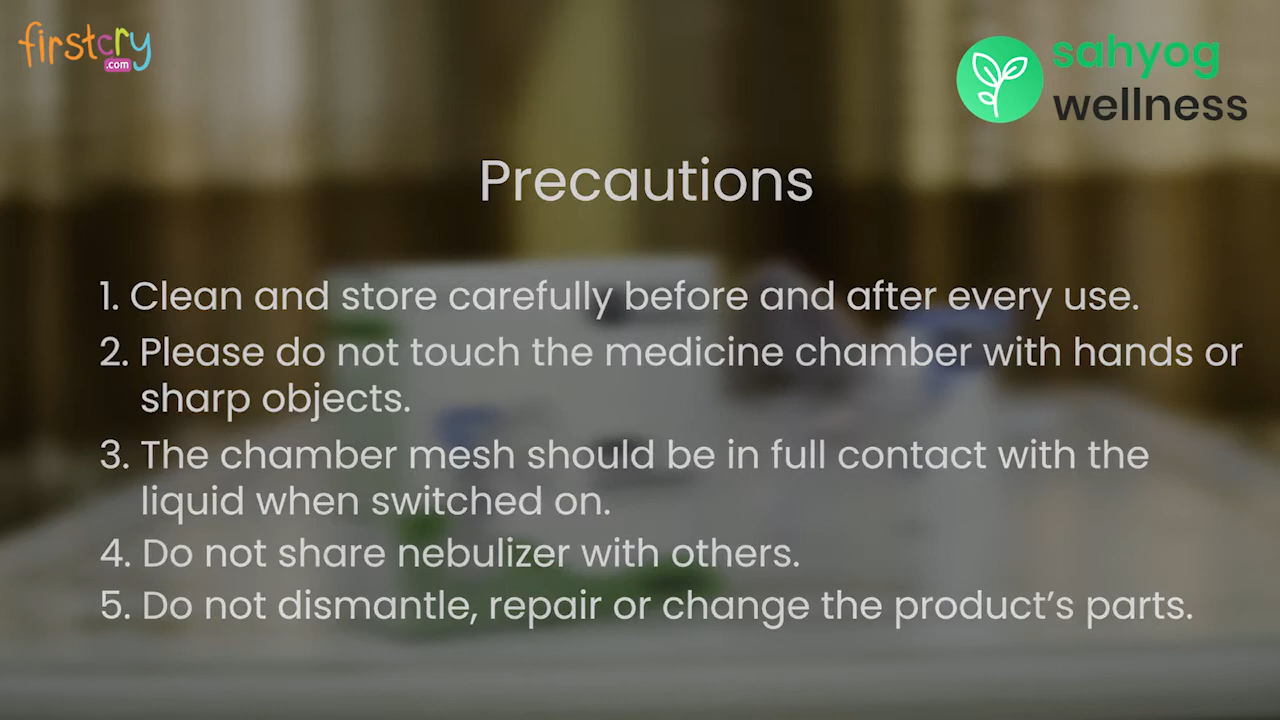 firstcry
.com
sahyog
wellness
Precautions
1. Clean and store carefully before and after every use.
2. Please do not touch the medicine chamber with hands or
sharp objects.
3. The chamber mesh should be in full contact with the
liquid when switched on.
4. Do not share nebulizer with others.
5. Do not dismantle, repair or change the product’s parts.